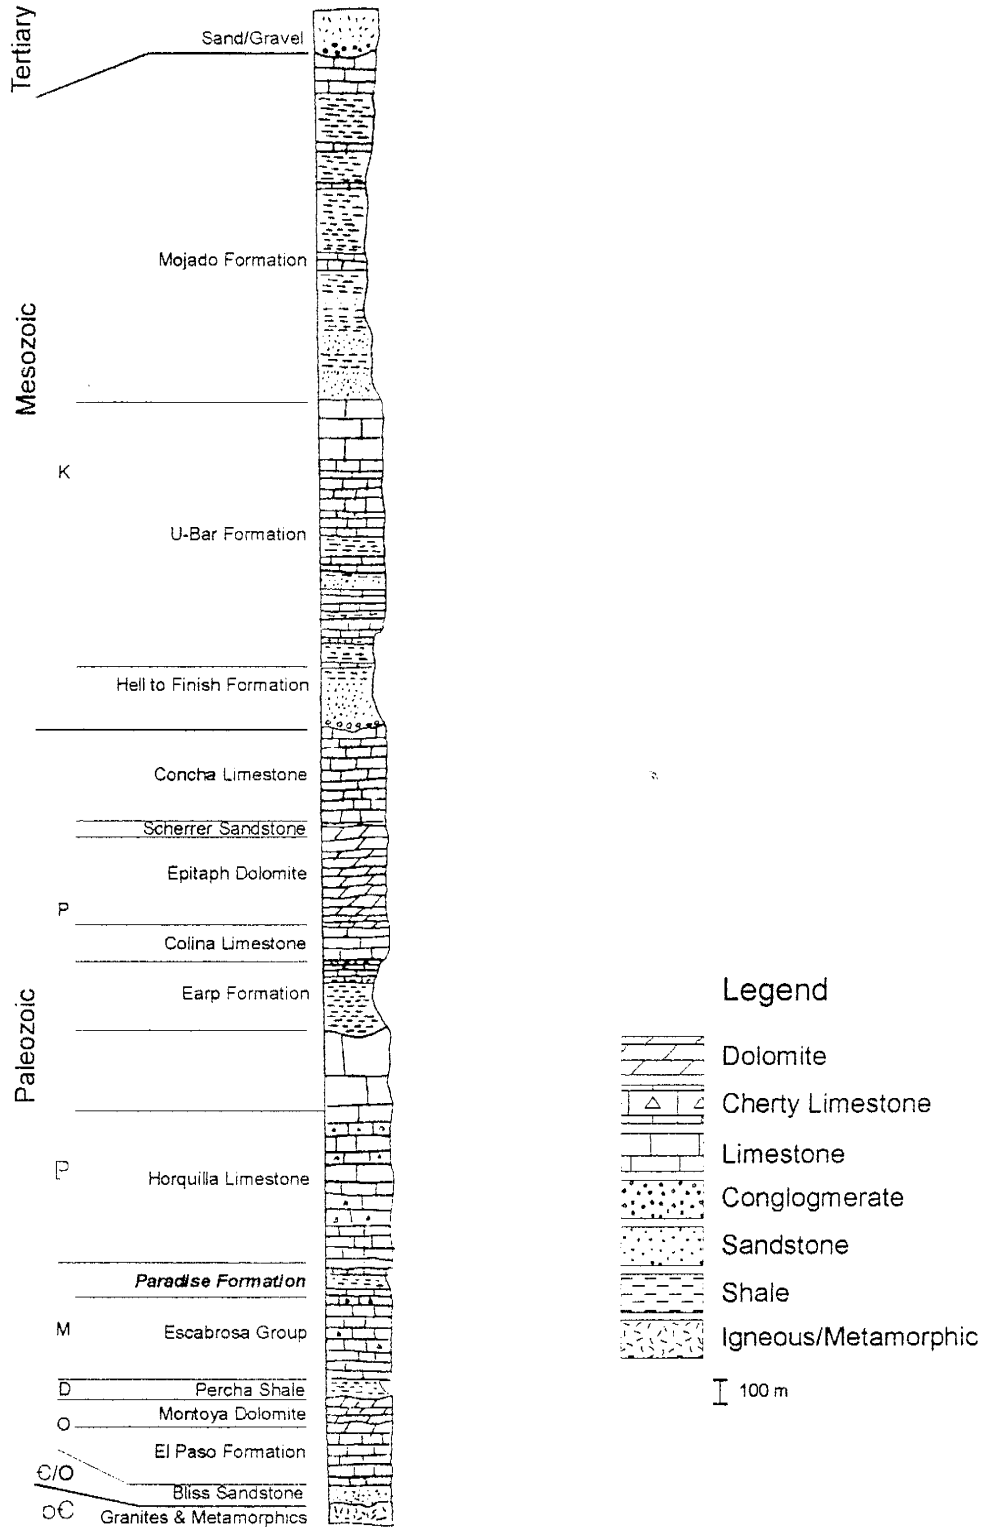 Tertiary
Sand/Gravel
Mojado Formation
Mesozoic
K
U-Bar Formation
Hell to Finish Formation
Concha Limestone
Scherrer Sandstone
Epitaph Dolomite
P
Colina Limestone
Earp Formation
Paleozoic
Horquilla Limestone
P
Paradise Formation
M
Escabrosa Group
D
Percha Shale
Montoya Dolomite
O
El Paso Formation
Є/O
Bliss Sandstone
pЄ
Granites & Metamorphics
Legend
Dolomite
Cherty Limestone
Limestone
Conglogmerate
Sandstone
Shale
Igneous/Metamorphic
100 m